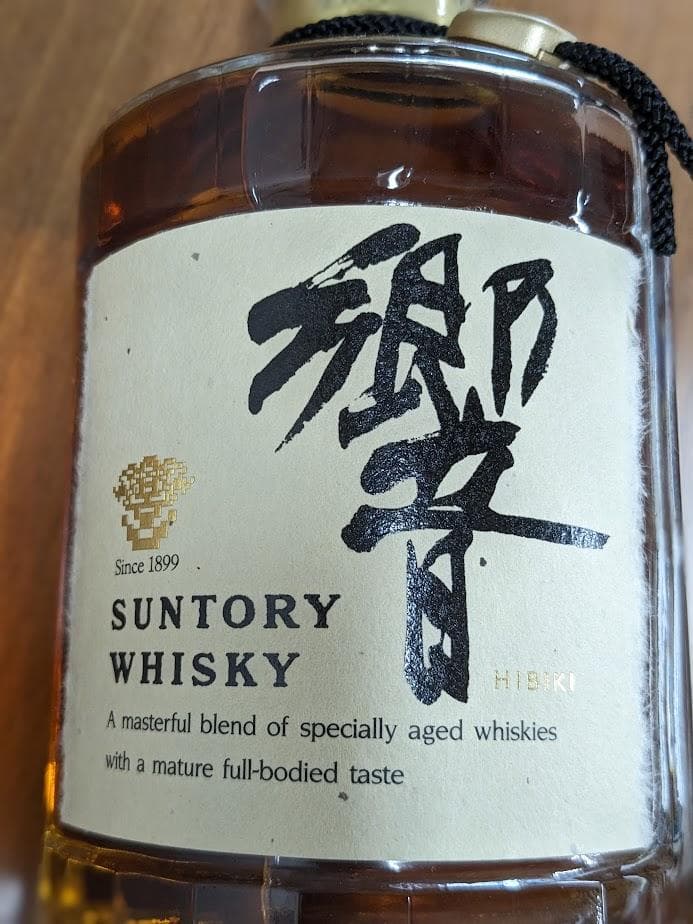 響
Since 1899
SUNTORY
WHISKY
HIBIKI
A masterful blend of specially aged whiskies
with a mature full-bodied taste